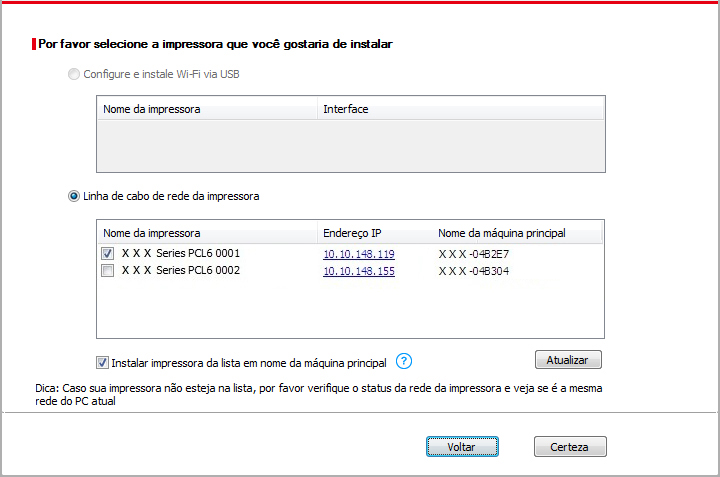 Por favor selecione a impressora que você gostaria de instalar
Configure e instale Wi-Fi via USB
Nome da impressora Interface
Linha de cabo de rede da impressora
Nome da impressora Endereço IP Nome da máquina principal
X X X Series PCL6 0001 10.10.148.119 X X X -04B2E7
X X X Series PCL6 0002 10.10.148.155 X X X -04B304
Instalar impressora da lista em nome da máquina principal ? Atualizar
Dica: Caso sua impressora não esteja na lista, por favor verifique o status da rede da impressora e veja se é a mesma
rede do PC atual
Voltar Certeza